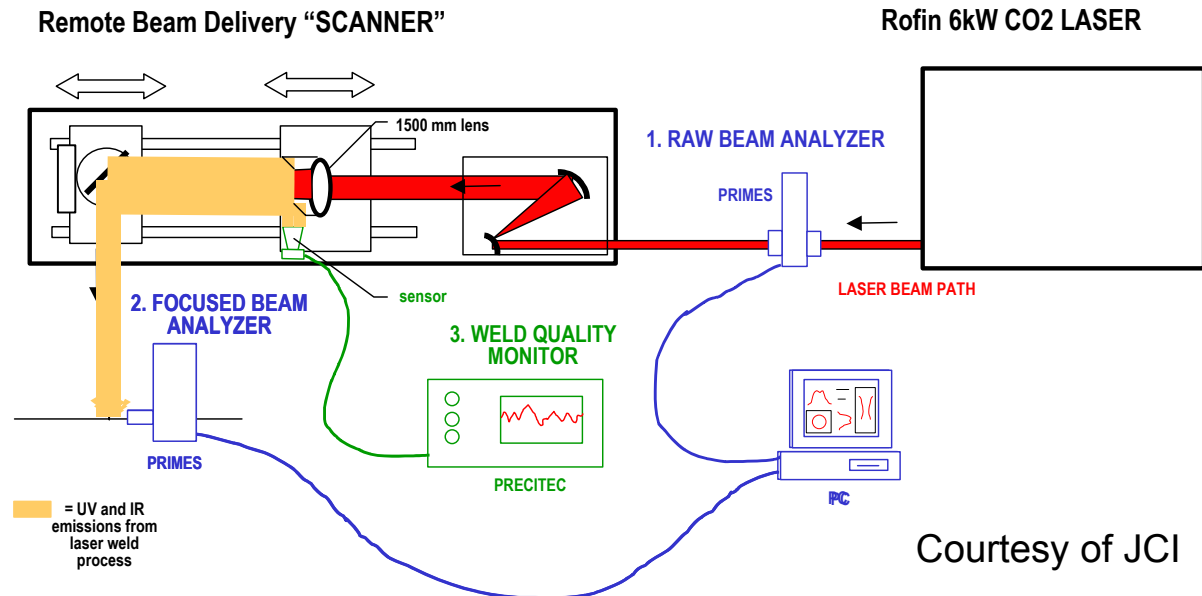 Remote Beam Delivery “SCANNER”
Rofin 6kW CO2 LASER
1500 mm lens
1. RAW BEAM ANALYZER
PRIMES
LASER BEAM PATH
sensor
2. FOCUSED BEAM
ANALYZER
3. WELD QUALITY
MONITOR
PRIMES
PRECITEC
PC
= UV and IR
emissions from
laser weld
process
Courtesy of JCI